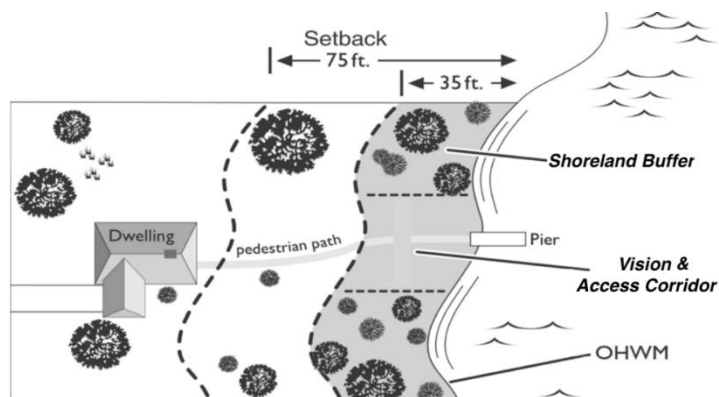 Setback
75 ft.
35 ft.
Shoreland Buffer
Dwelling
pedestrian path
Pier
Vision &
Access Corridor
OHWM